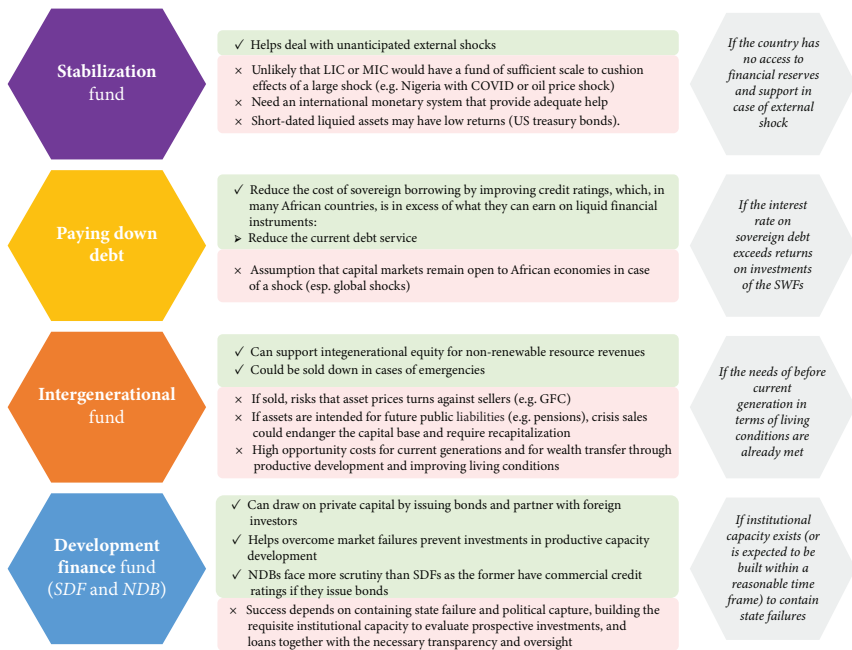 Stabilization
fund
✓ Helps deal with unanticipated external shocks
× Unlikely that LIC or MIC would have a fund of sufficient scale to cushion
effects of a large shock (e.g. Nigeria with COVID or oil price shock)
× Need an international monetary system that provide adequate help
× Short-dated liquied assets may have low returns (US treasury bonds).
If the country has
no access to
financial reserves
and support in
case of external
shock
Paying down
debt
✓ Reduce the cost of sovereign borrowing by improving credit ratings, which, in
many African countries, is in excess of what they can earn on liquid financial
instruments:
➢ Reduce the current debt service
× Assumption that capital markets remain open to African economies in case
of a shock (esp. global shocks)
If the interest
rate on
sovereign debt
exceeds returns
on investments
of the SWFs
Intergenerational
fund
✓ Can support integenerational equity for non-renewable resource revenues
✓ Could be sold down in cases of emergencies
× If sold, risks that asset prices turns against sellers (e.g. GFC)
× If assets are intended for future public liabilities (e.g. pensions), crisis sales
could endanger the capital base and require recapitalization
× High opportunity costs for current generations and for wealth transfer through
productive development and improving living conditions
If the needs of before
current
generation in
terms of living
conditions are
already met
Development
finance fund
(SDF and NDB)
✓ Can draw on private capital by issuing bonds and partner with foreign
investors
✓ Helps overcome market failures prevent investments in productive capacity
development
✓ NDBs face more scrutiny than SDFs as the former have commercial credit
ratings if they issue bonds
× Success depends on containing state failure and political capture, building the
requisite institutional capacity to evaluate prospective investments, and
loans together with the necessary transparency and oversight
If institutional
capacity exists (or
is expected to be
built within a
reasonable time
frame) to contain
state failures